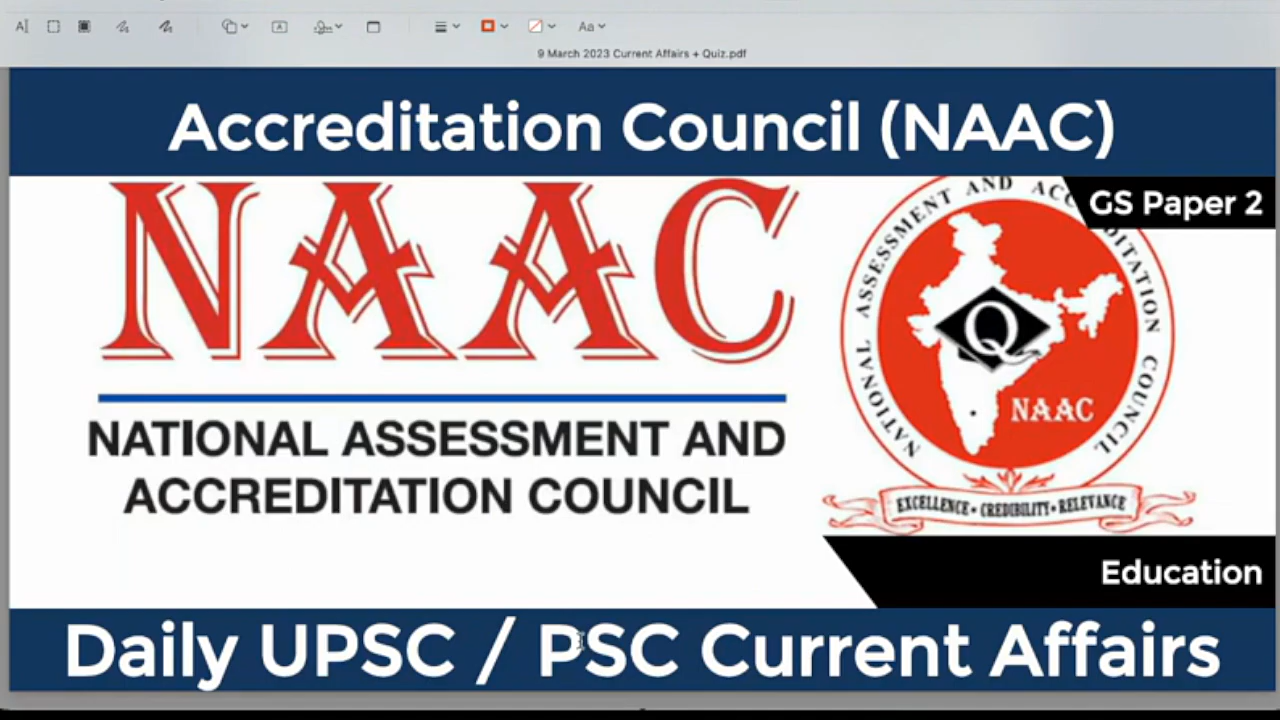 A
A
Aa
9 March 2023 Current Affairs + Quiz.pdf
Accreditation Council (NAAC)
GS Paper 2
NAAC
NATIONAL ASSESSMENT AND
ACCREDITATION COUNCIL
NATIONAL ASSESSMENT AND ACCREDITATION COUNCIL
Q
NAAC
EXCELLENCE • CREDIBILITY • RELEVANCE
Education
Daily UPSC / PSC Current Affairs